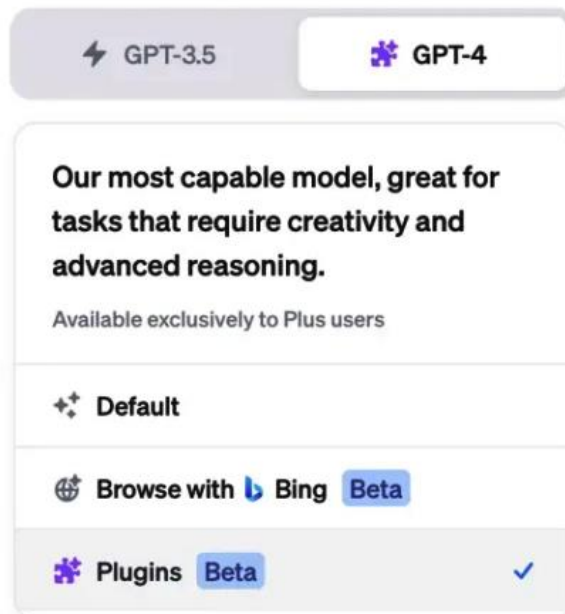 GPT-3.5
GPT-4
Our most capable model, great for
tasks that require creativity and
advanced reasoning.
Available exclusively to Plus users
Default
Browse with Bing Beta
Plugins Beta